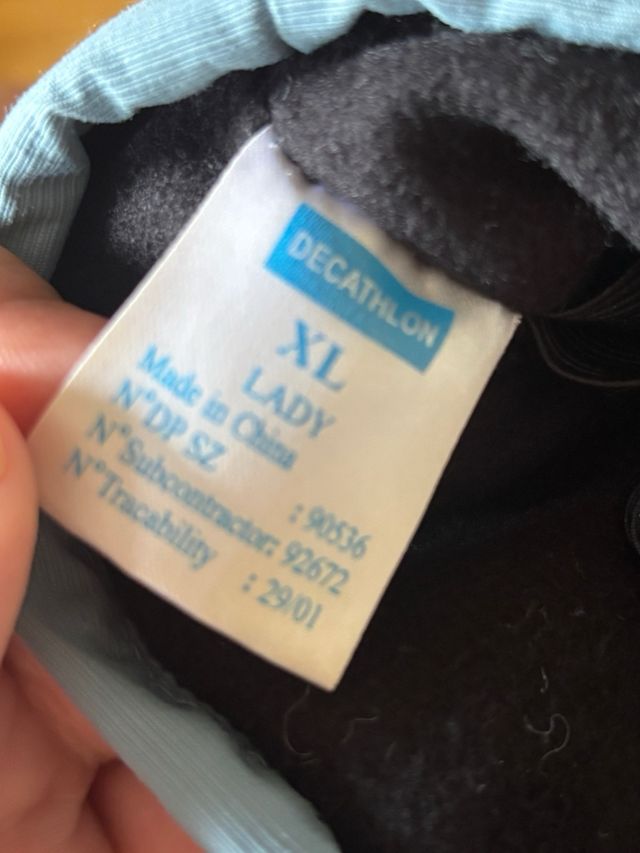 DECATHLON
XL
LADY
Made in China
N°DP SZ : 90536
N°Subcontractor: 92672
N°Tracability : 29/01